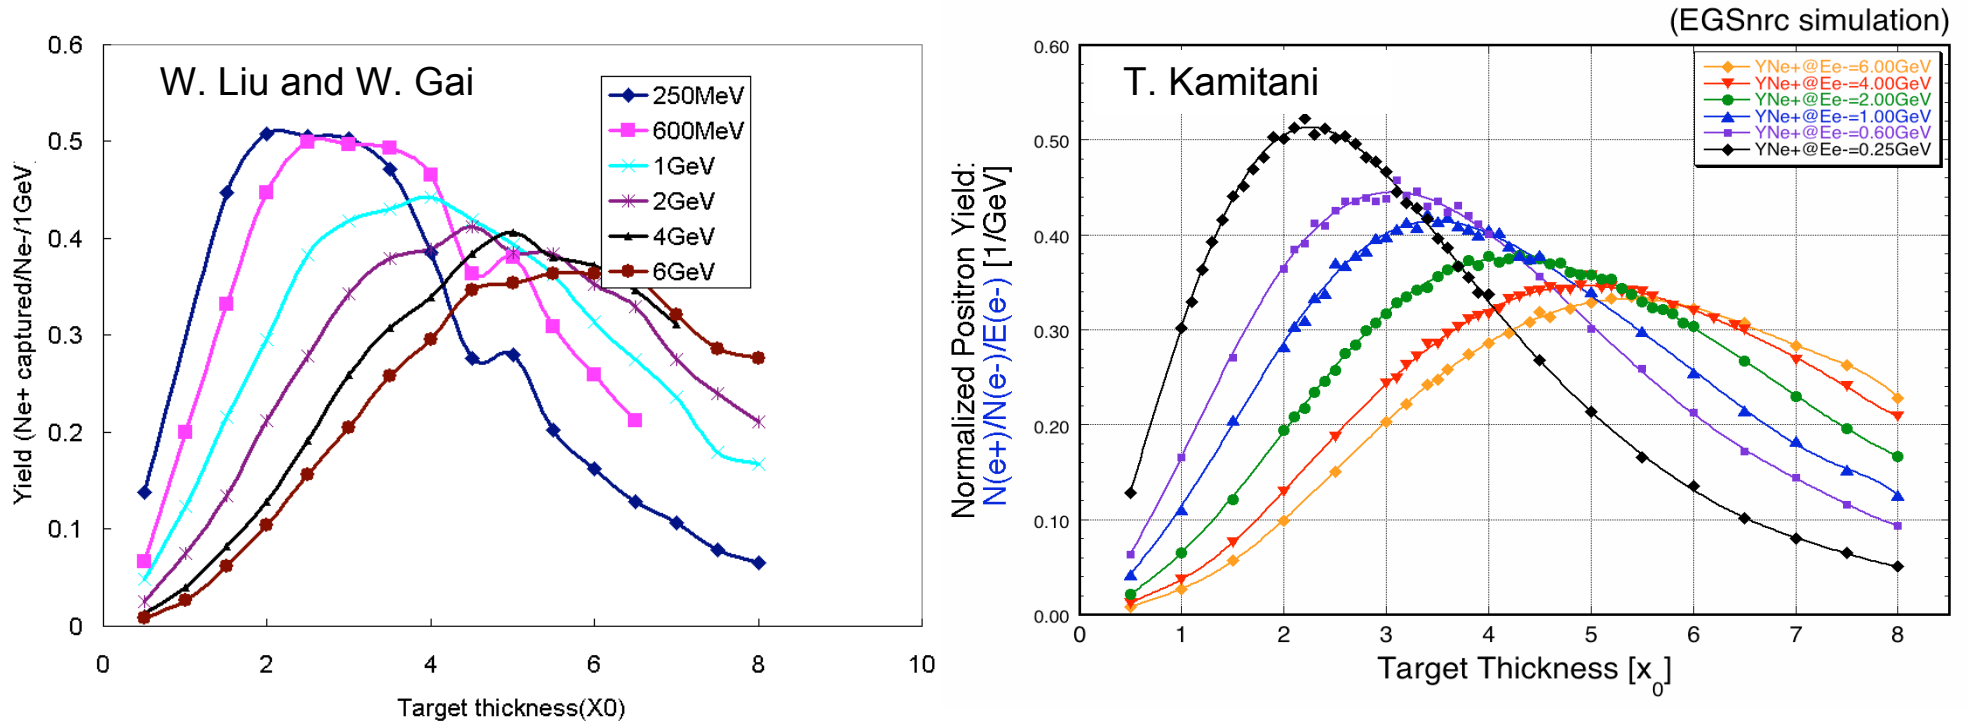 W. Liu and W. Gai
Yield (Ne+ captured/Ne-/1GeV)
0.6
0.5
0.4
0.3
0.2
0.1
0
0
2
4
6
8
10
Target thickness(X0)
250MeV
600MeV
1GeV
2GeV
4GeV
6GeV
(EGSnrc simulation)
T. Kamitani
Normalized Positron Yield:
N(e+)/N(e-)/E(e-) [1/GeV]
0.60
0.50
0.40
0.30
0.20
0.10
0.00
0
1
2
3
4
5
6
7
8
Target Thickness [x0]
YNe+@Ee-=6.00GeV
YNe+@Ee-=4.00GeV
YNe+@Ee-=2.00GeV
YNe+@Ee-=1.00GeV
YNe+@Ee-=0.60GeV
YNe+@Ee-=0.25GeV